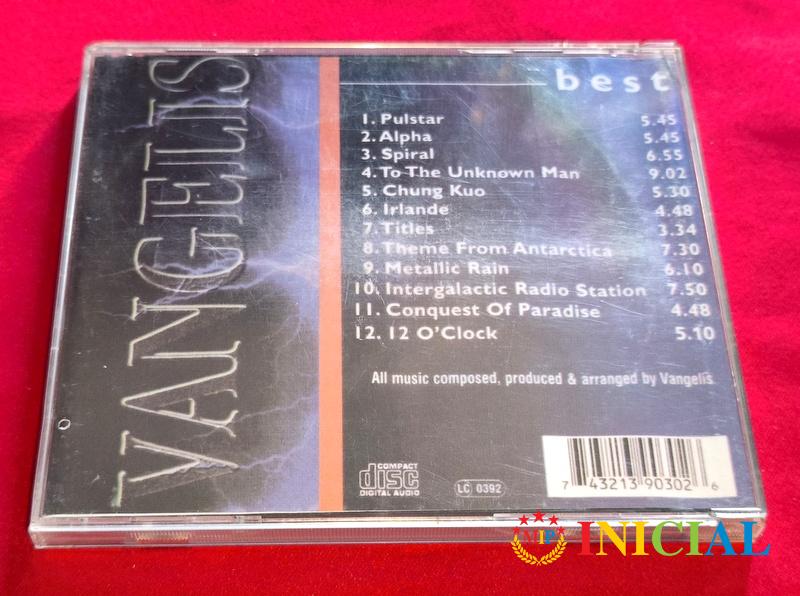 VANGELIS
best
1. Pulstar 5.45
2. Alpha 5.45
3. Spiral 6.55
4. To The Unknown Man 9.02
5. Chung Kuo 5.30
6. Irlande 4.48
7. Titles 3.34
8. Theme From Antarctica 7.30
9. Metallic Rain 6.10
10. Intergalactic Radio Station 7.50
11. Conquest Of Paradise 4.48
12. 12 O'Clock 5.10
All music composed, produced & arranged by Vangelis.
COMPACT
disc
DIGITAL AUDIO
LC 0392
7 43213 90302 6
MIP INICIAL